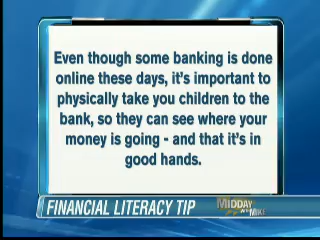 Even though some banking is done
online these days, it's important to
physically take you children to the
bank, so they can see where your
money is going - and that it's in
good hands.
FINANCIAL LITERACY TIP
MIDDAY
WITH MIKE